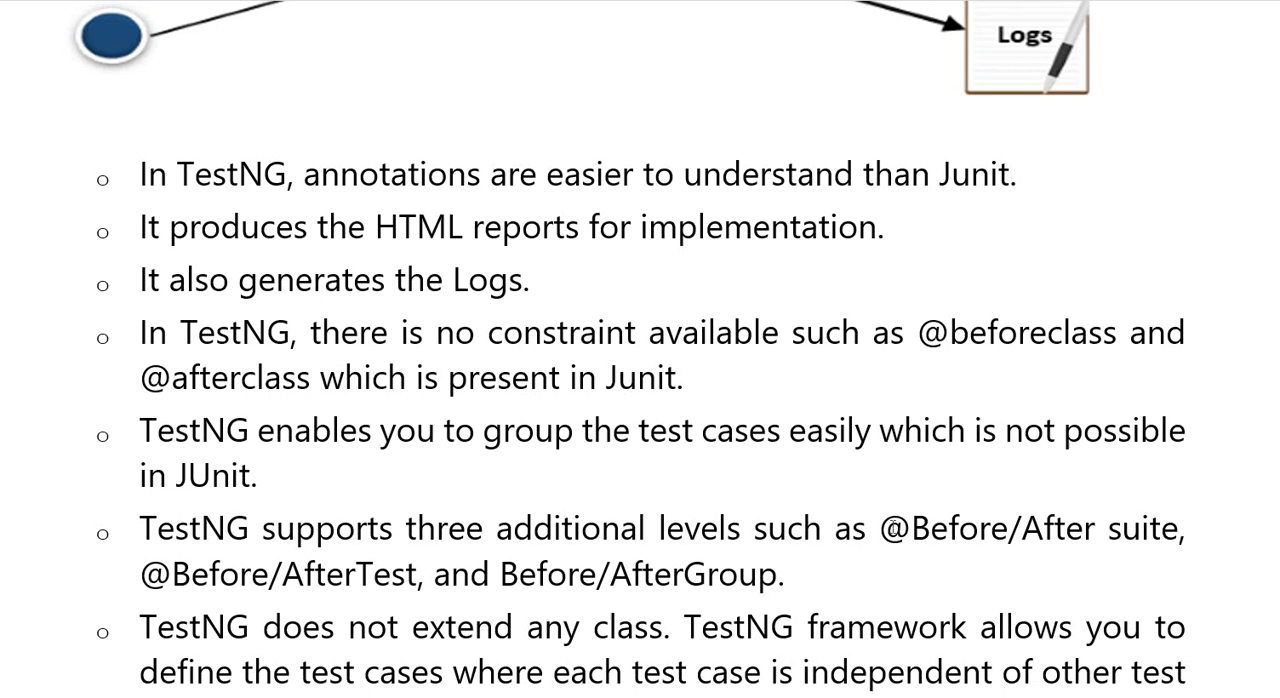 Logs
o In TestNG, annotations are easier to understand than Junit.
o It produces the HTML reports for implementation.
o It also generates the Logs.
o In TestNG, there is no constraint available such as @beforeclass and
@afterclass which is present in Junit.
o TestNG enables you to group the test cases easily which is not possible
in JUnit.
o TestNG supports three additional levels such as @Before/After suite,
@Before/AfterTest, and Before/AfterGroup.
o TestNG does not extend any class. TestNG framework allows you to
define the test cases where each test case is independent of other test